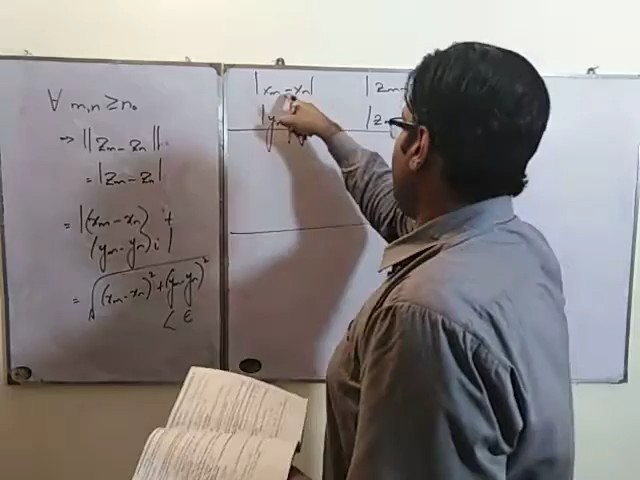 ∀ m,n ≥ n₀
⇒ ||zₘ - zₙ||
= |zₘ - zₙ|
= |(xₘ - xₙ) +
(yₘ - yₙ) i|
= √((xₘ - xₙ)² + (yₘ - yₙ)²
< ε
|xₘ - xₙ|
|zₘ
|y
|z